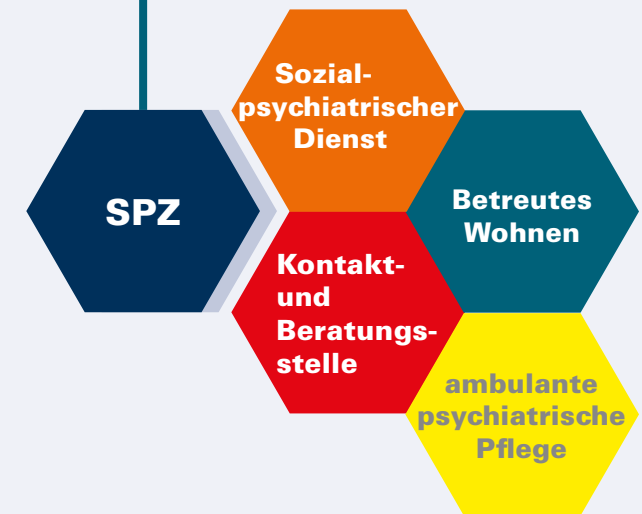 SPZ
Sozial-
psychiatrischer
Dienst
Betreutes
Wohnen
Kontakt-
und
Beratungs-
stelle
ambulante
psychiatrische
Pflege